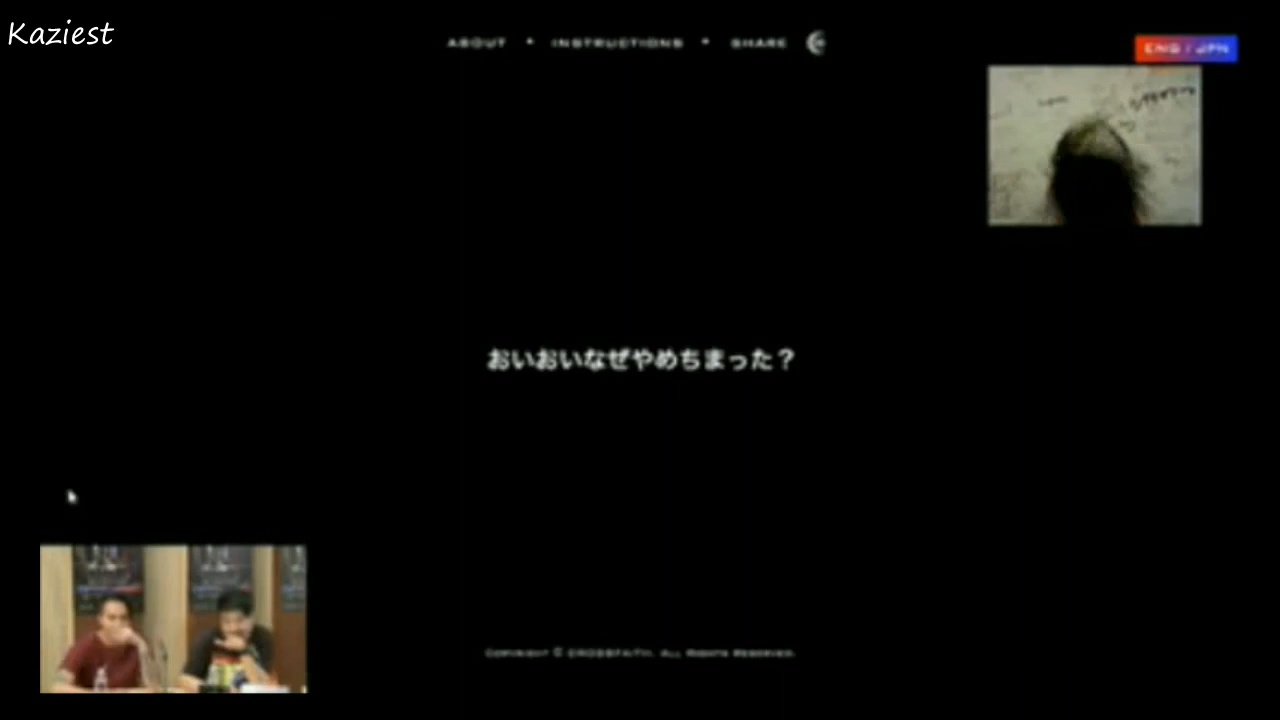 Kaziest
ABOUT • INSTRUCTIONS • SHARE
ENG / JPN
おいおいなぜやめちまった？
COPYRIGHT © CROSSFAITH. ALL RIGHTS RESERVED.